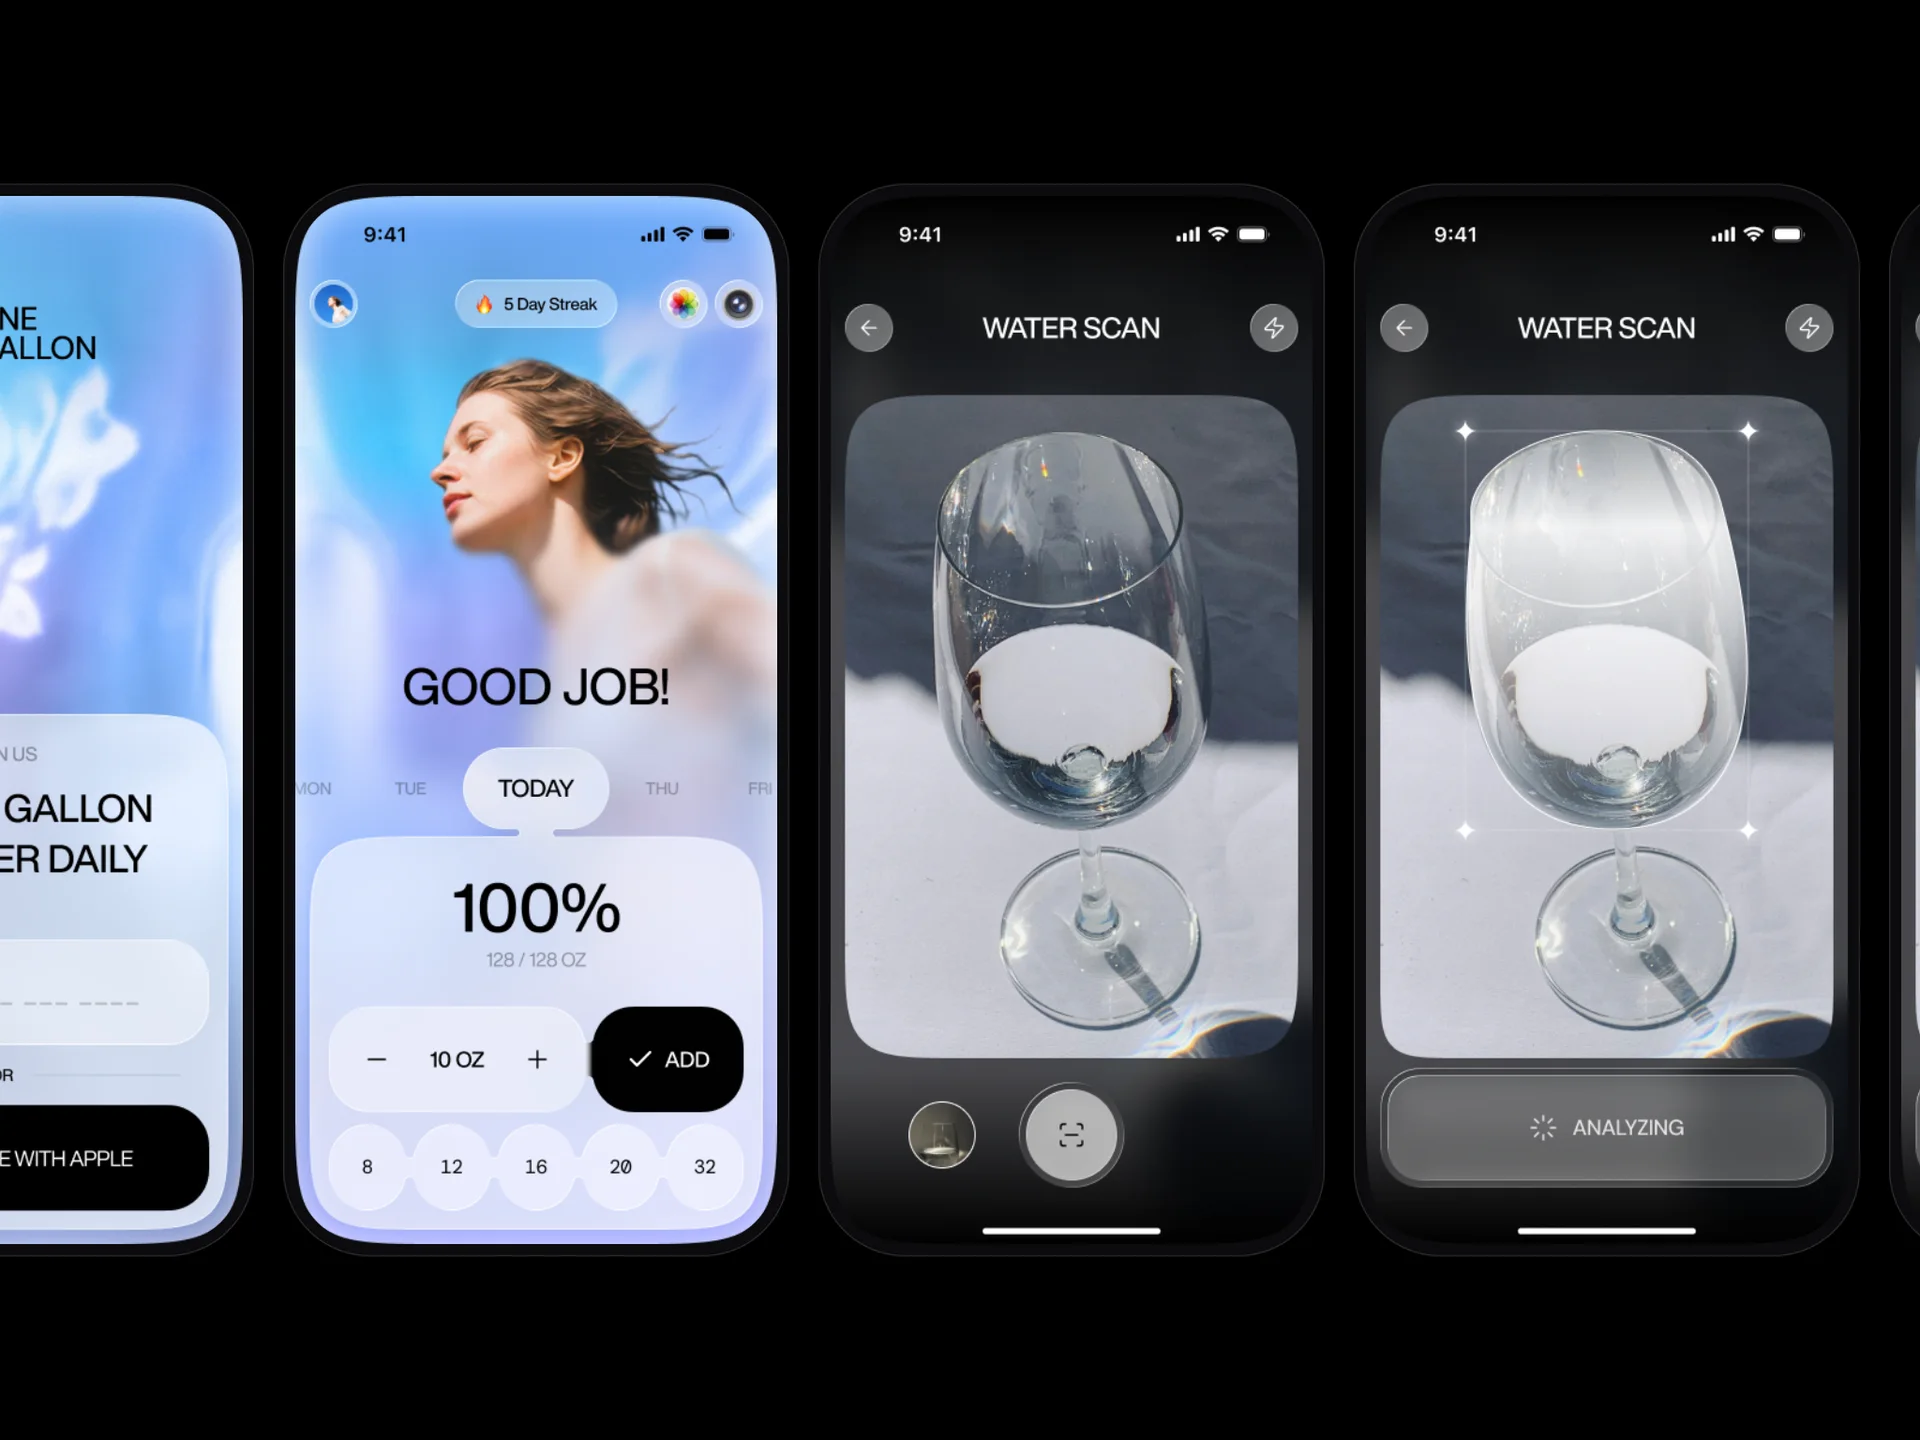 NE
ALLON
N US
GALLON
ER DAILY
OR
E WITH APPLE
9:41
5 Day Streak
GOOD JOB!
MON TUE TODAY THU FRI
100%
128 / 128 OZ
10 OZ
ADD
8 12 16 20 32
9:41
WATER SCAN
9:41
WATER SCAN
ANALYZING